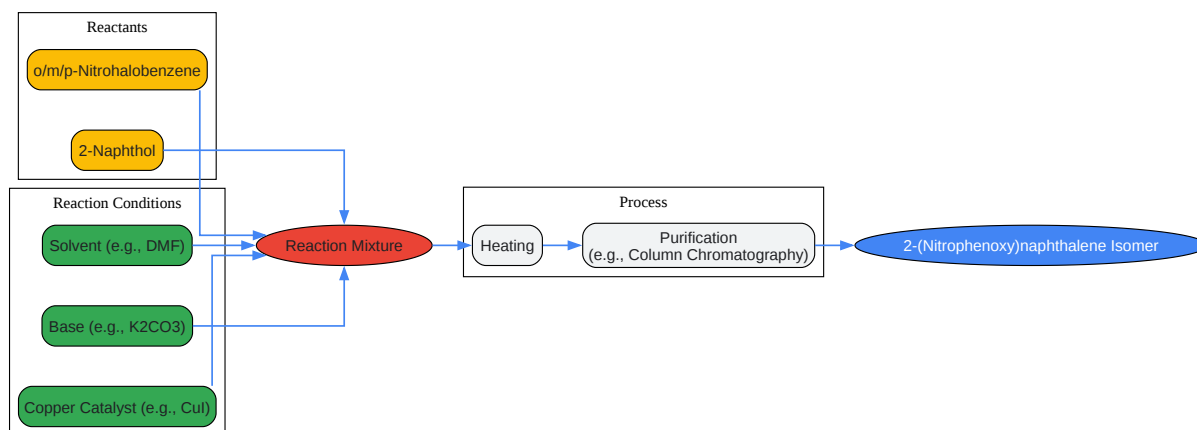 Reactants
o/m/p-Nitrohalobenzene
2-Naphthol
Reaction Conditions
Solvent (e.g., DMF)
Base (e.g., K2CO3)
Copper Catalyst (e.g., CuI)
Reaction Mixture
Process
Heating
Purification
(e.g., Column Chromatography)
2-(Nitrophenoxy)naphthalene Isomer